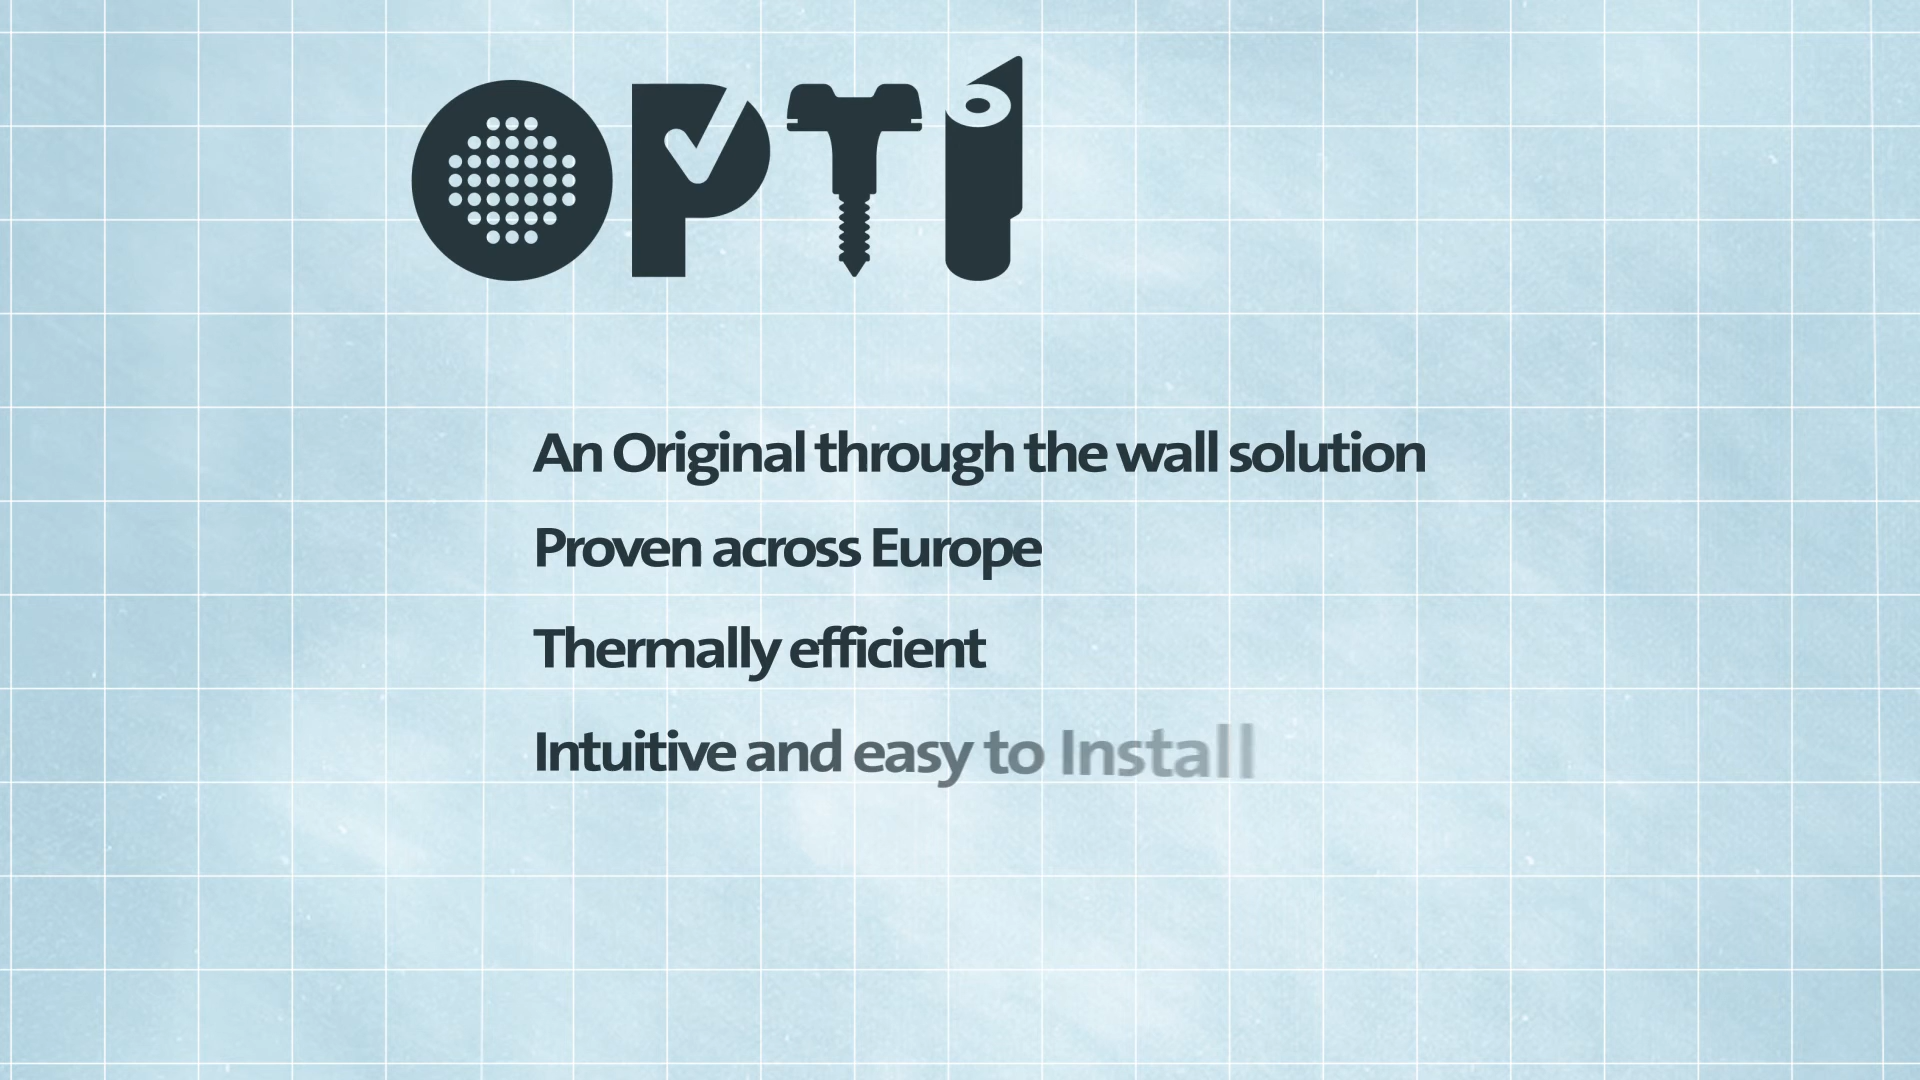 OPTI
An Original through the wall solution
Proven across Europe
Thermally efficient
Intuitive and easy to Install